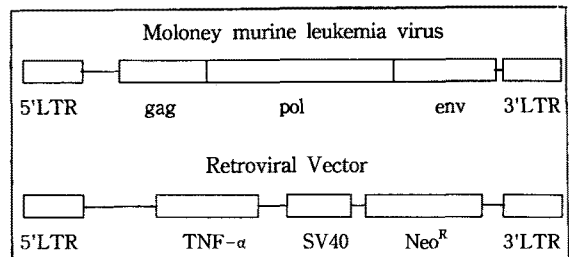 Moloney murine leukemia virus
5'LTR gag pol env 3'LTR
Retroviral Vector
5'LTR TNF-α SV40 Neo^R 3'LTR